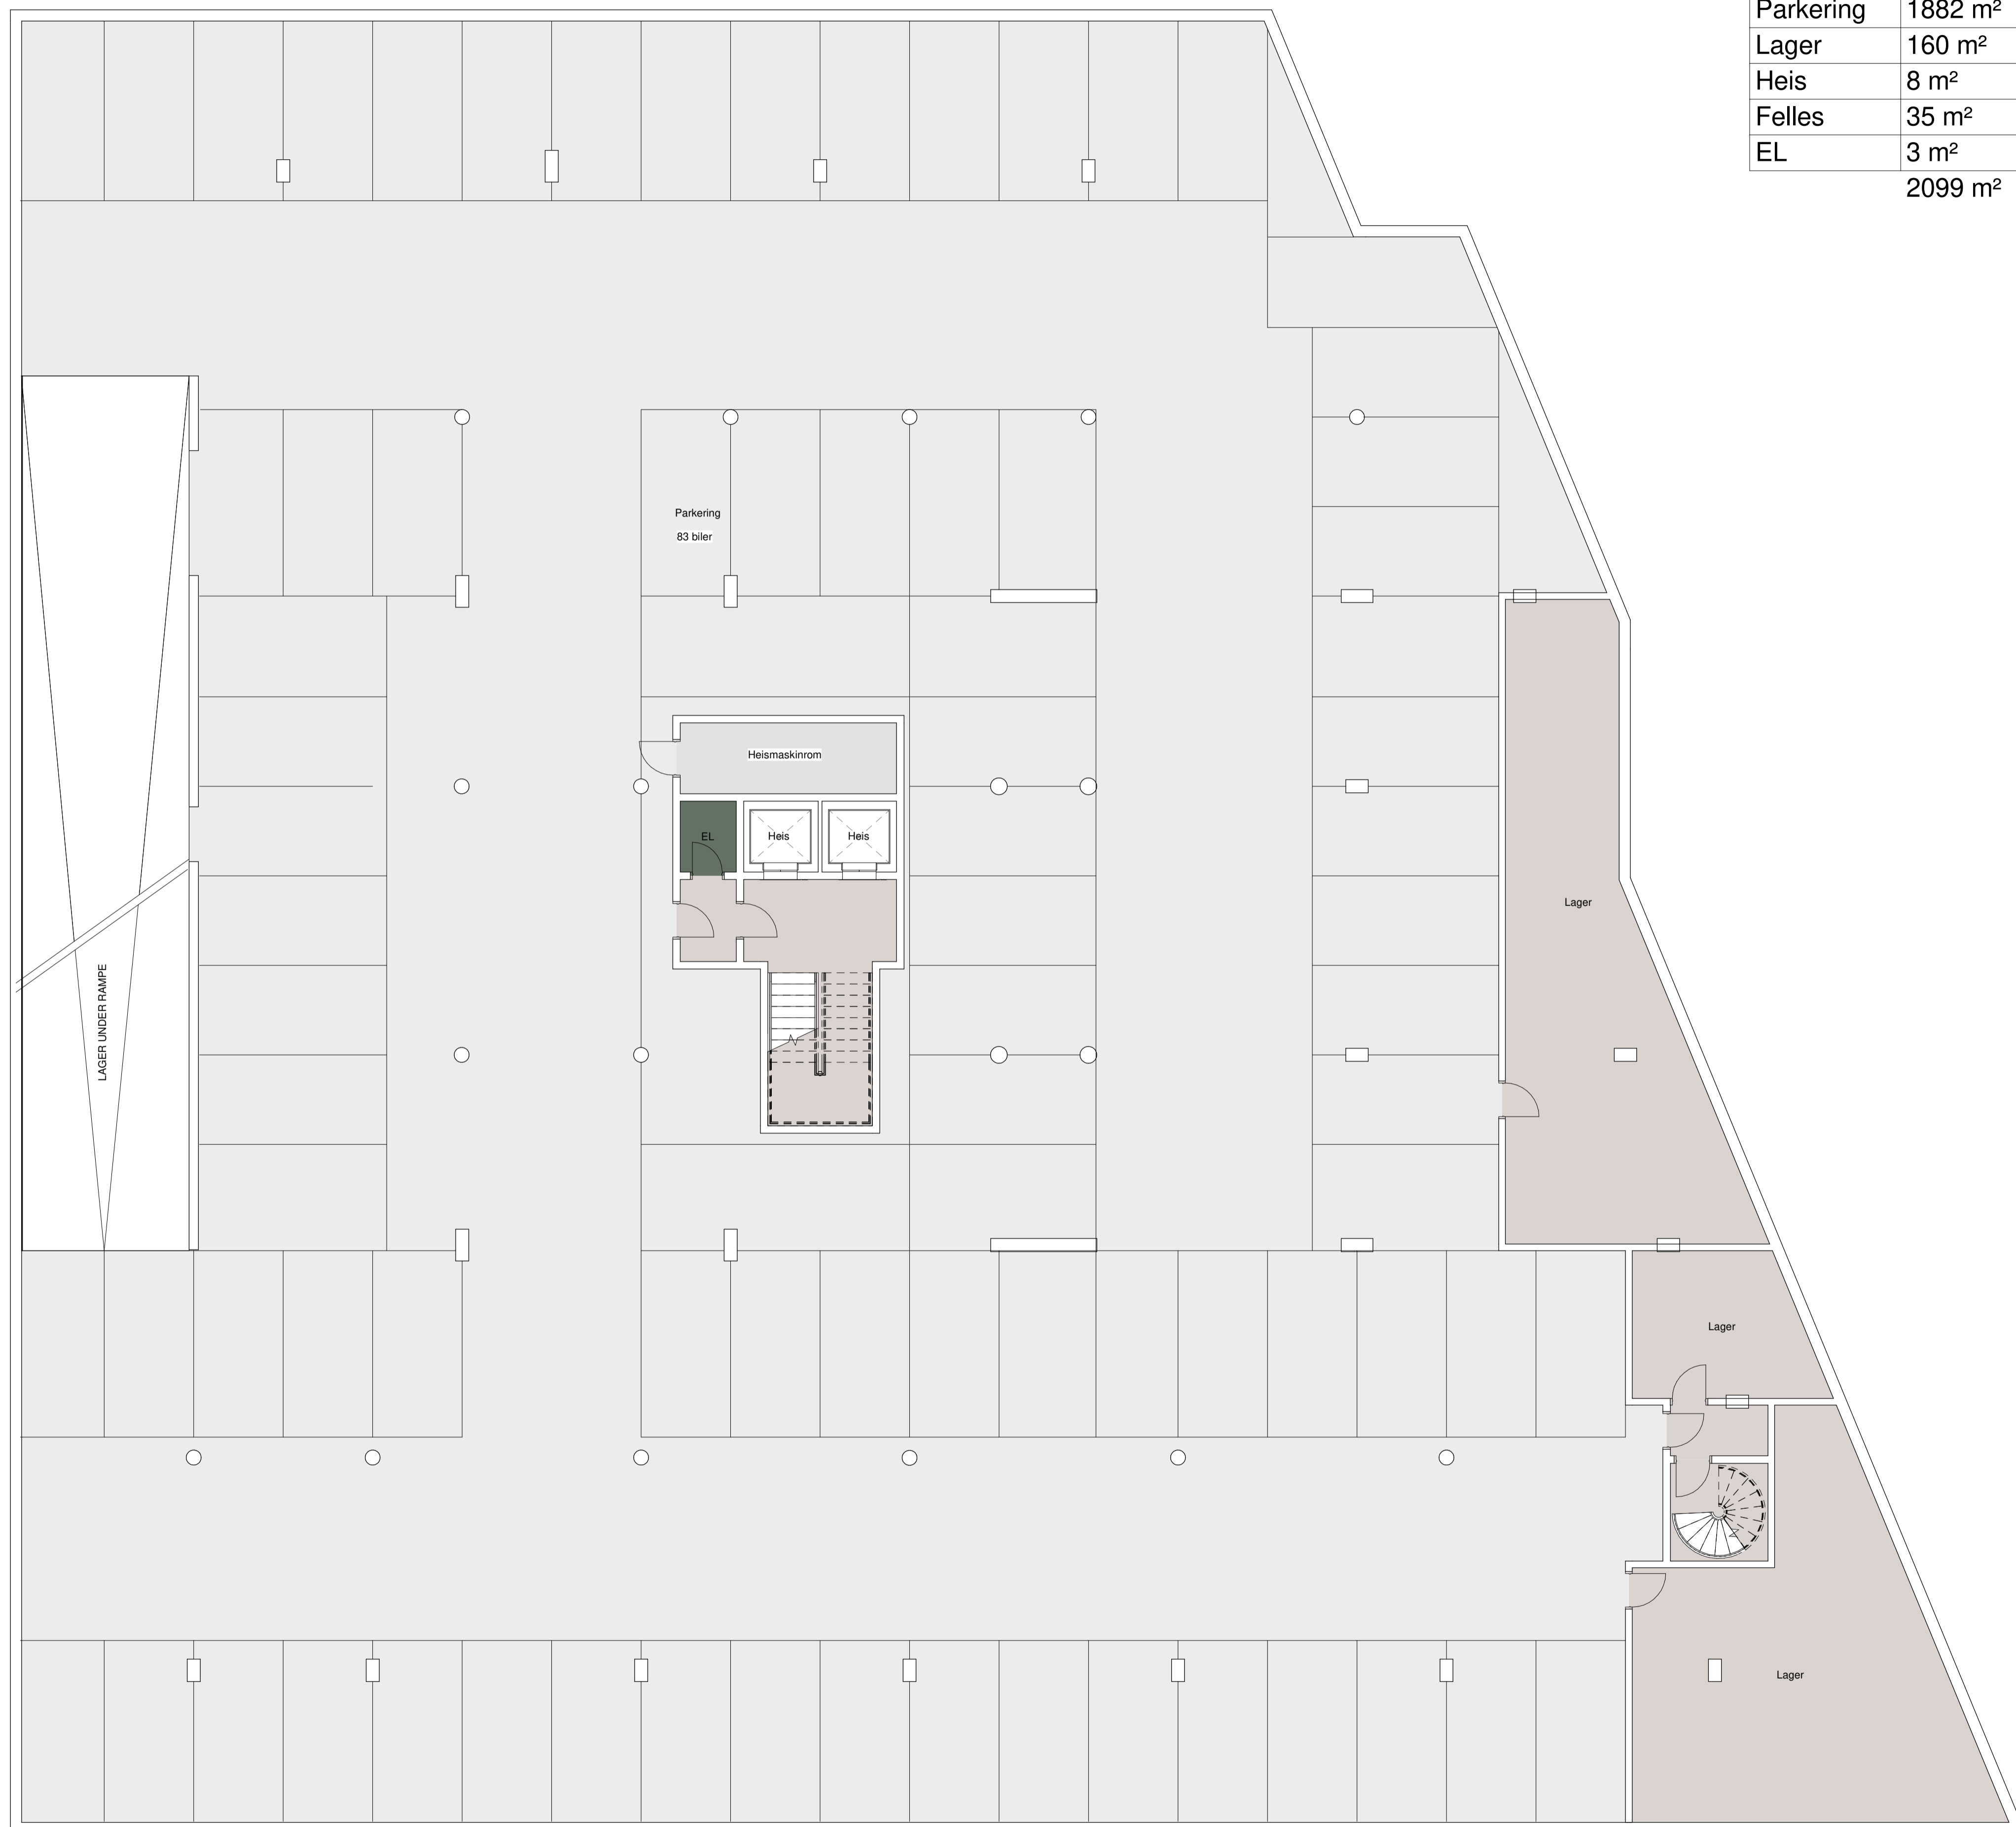 Parkering 1882 m²
Lager 160 m²
Heis 8 m²
Felles 35 m²
EL 3 m²
2099 m²
Parkering
83 biler
Heismaskinrom
EL
Heis
Heis
Lager
LAGER UNDER RAMPE
Lager
Lager